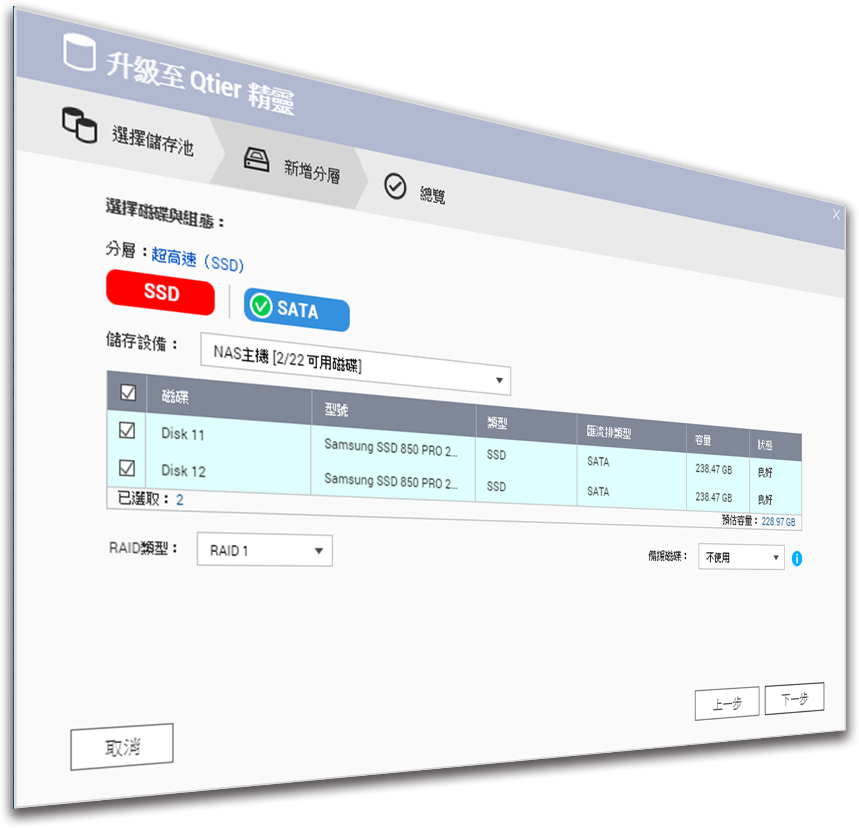 升級至 Qtier 精靈
X
選擇儲存池
新增分層
總覽
選擇磁碟與組態：
分層：超高速（SSD）
SSD
SATA
儲存設備：
NAS主機 [2/22 可用磁碟]
磁碟 型號 類型 匯流排類型 容量 狀態
Disk 11 Samsung SSD 850 PRO 2... SSD SATA 238.47 GB 良好
Disk 12 Samsung SSD 850 PRO 2... SSD SATA 238.47 GB 良好
已選取： 2
預估容量： 228.97 GB
RAID類型： RAID 1
備援磁碟： 不使用
i
上一步
下一步
取消